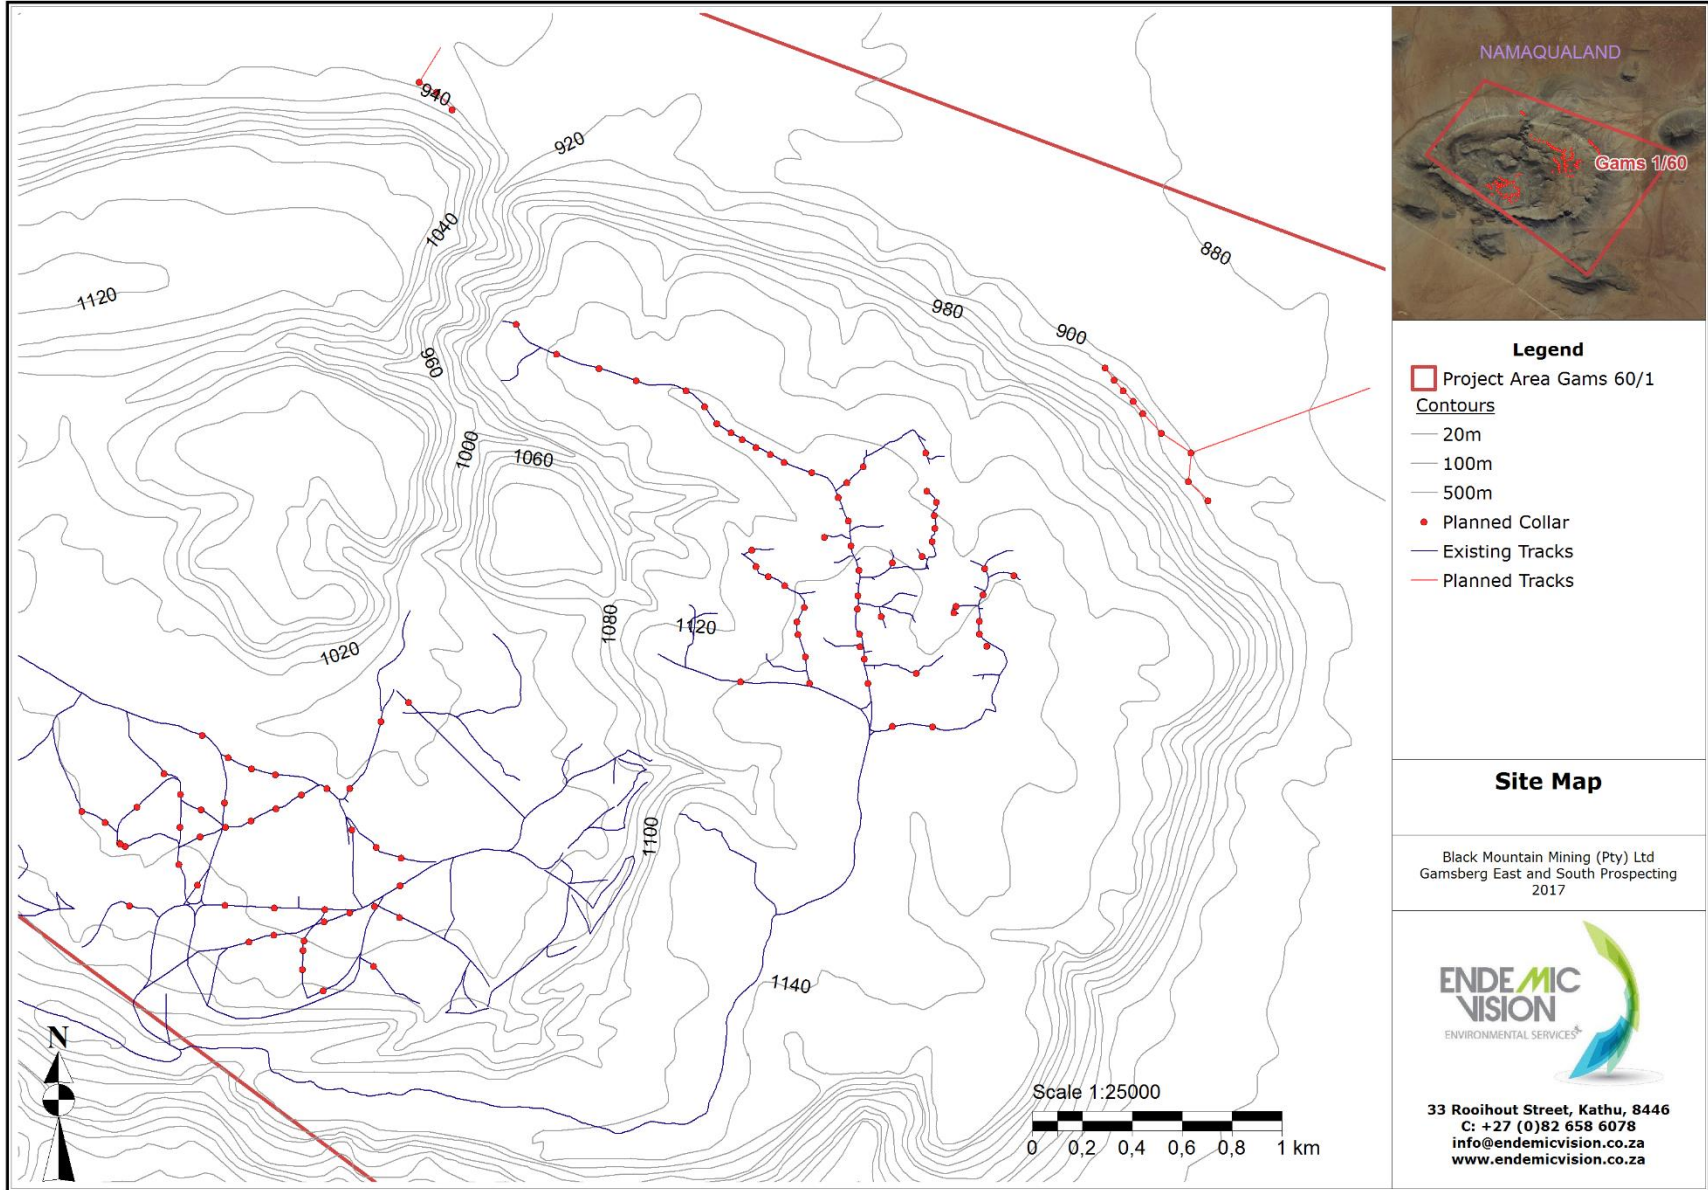 940
920
1040
1120
880
980
900
960
1000
1060
1080
1120
1020
1100
1140
N
Scale 1:25000
0 0,2 0,4 0,6 0,8 1 km
NAMAQUALAND
Gams 1/60
Legend
Project Area Gams 60/1
Contours
20m
100m
500m
Planned Collar
Existing Tracks
Planned Tracks
Site Map
Black Mountain Mining (Pty) Ltd
Gamsberg East and South Prospecting
2017
ENDEMIC
VISION
ENVIRONMENTAL SERVICES
33 Rooihout Street, Kathu, 8446
C: +27 (0)82 658 6078
info@endemicvision.co.za
www.endemicvision.co.za